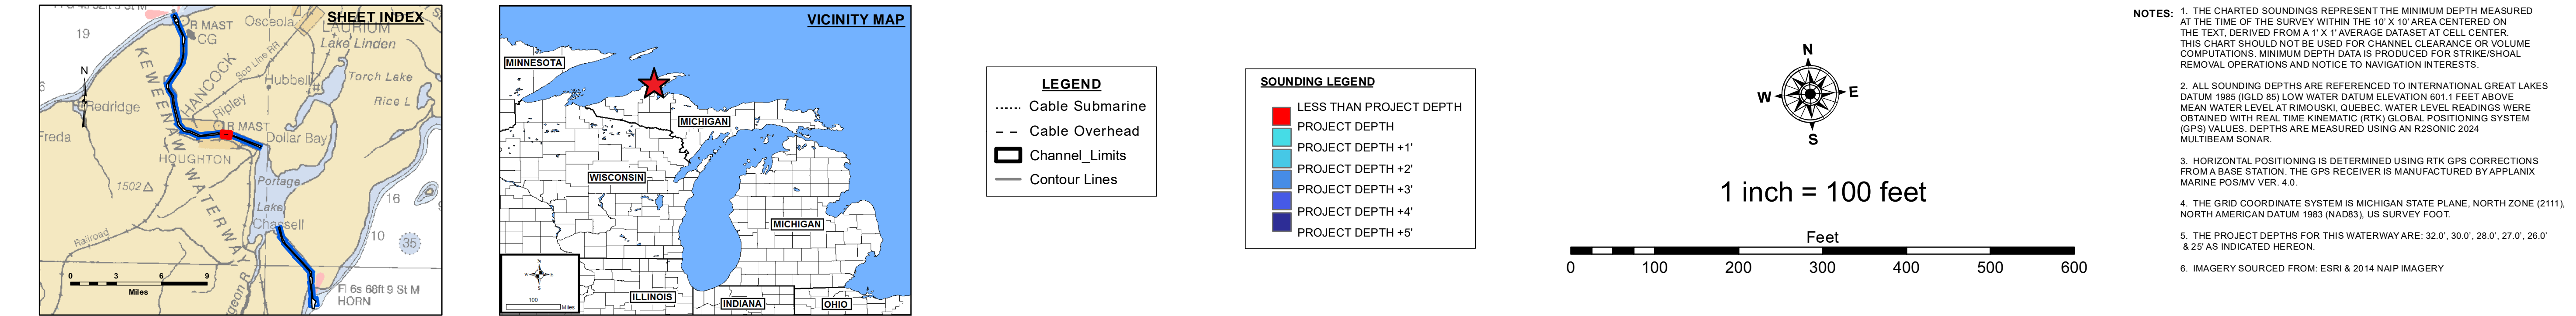 SHEET INDEX
R MAST
CG
Osceola
LAURIUM
Lake Linden
19
N
KEWEENAW WATERWAY
HANCOCK
Soo Line RR
Hubbell
Torch Lake
Rice L
Redridge
Ripley
Freda
R MAST
Dollar Bay
HOUGHTON
1502
Portage
Lake
Chassell
16
10
35
Railroad
0 3 6 9
Miles
Fl 6s 68ft 9 St M
HORN
VICINITY MAP
MINNESOTA
MICHIGAN
WISCONSIN
MICHIGAN
N
W E
S
100
Miles
ILLINOIS
INDIANA
OHIO
LEGEND
Cable Submarine
Cable Overhead
Channel_Limits
Contour Lines
SOUNDING LEGEND
LESS THAN PROJECT DEPTH
PROJECT DEPTH
PROJECT DEPTH +1'
PROJECT DEPTH +2'
PROJECT DEPTH +3'
PROJECT DEPTH +4'
PROJECT DEPTH +5'
N
W E
S
1 inch = 100 feet
Feet
0 100 200 300 400 500 600
NOTES: 1. THE CHARTED SOUNDINGS REPRESENT THE MINIMUM DEPTH MEASURED
AT THE TIME OF THE SURVEY WITHIN THE 10' X 10' AREA CENTERED ON
THE TEXT, DERIVED FROM A 1' X 1' AVERAGE DATASET AT CELL CENTER.
THIS CHART SHOULD NOT BE USED FOR CHANNEL CLEARANCE OR VOLUME
COMPUTATIONS. MINIMUM DEPTH DATA IS PRODUCED FOR STRIKE/SHOAL
REMOVAL OPERATIONS AND NOTICE TO NAVIGATION INTERESTS.
2. ALL SOUNDING DEPTHS ARE REFERENCED TO INTERNATIONAL GREAT LAKES
DATUM 1985 (IGLD 85) LOW WATER DATUM ELEVATION 601.1 FEET ABOVE
MEAN WATER LEVEL AT RIMOUSKI, QUEBEC. WATER LEVEL READINGS WERE
OBTAINED WITH REAL TIME KINEMATIC (RTK) GLOBAL POSITIONING SYSTEM
(GPS) VALUES. DEPTHS ARE MEASURED USING AN R2SONIC 2024
MULTIBEAM SONAR.
3. HORIZONTAL POSITIONING IS DETERMINED USING RTK GPS CORRECTIONS
FROM A BASE STATION. THE GPS RECEIVER IS MANUFACTURED BY APPLANIX
MARINE POS/MV VER. 4.0.
4. THE GRID COORDINATE SYSTEM IS MICHIGAN STATE PLANE, NORTH ZONE (2111),
NORTH AMERICAN DATUM 1983 (NAD83), US SURVEY FOOT.
5. THE PROJECT DEPTHS FOR THIS WATERWAY ARE: 32.0', 30.0', 28.0', 27.0', 26.0'
& 25' AS INDICATED HEREON.
6. IMAGERY SOURCED FROM: ESRI & 2014 NAIP IMAGERY